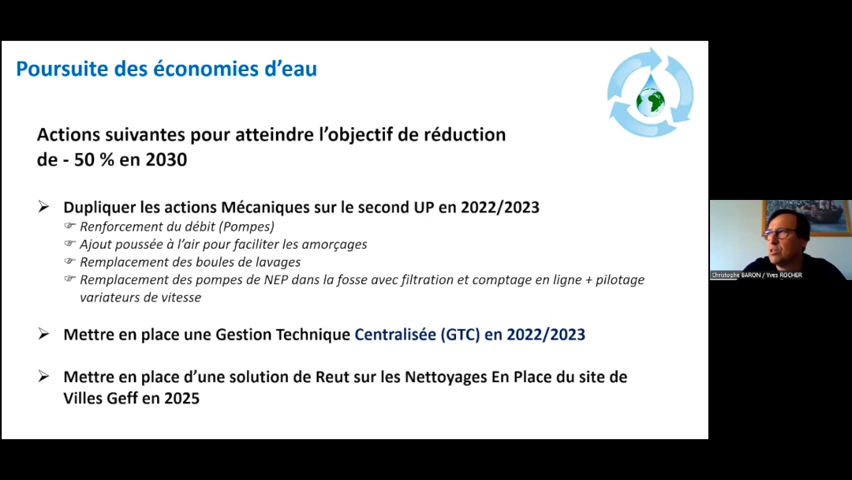 Poursuite des économies d’eau
Actions suivantes pour atteindre l’objectif de réduction
de - 50 % en 2030
Dupliquer les actions Mécaniques sur le second UP en 2022/2023
Renforcement du débit (Pompes)
Ajout poussée à l’air pour faciliter les amorçages
Remplacement des boules de lavages
Remplacement des pompes de NEP dans la fosse avec filtration et comptage en ligne + pilotage
variateurs de vitesse
Mettre en place une Gestion Technique Centralisée (GTC) en 2022/2023
Mettre en place d’une solution de Reut sur les Nettoyages En Place du site de
Villes Geff en 2025
Christophe BARON / Yves ROCHER